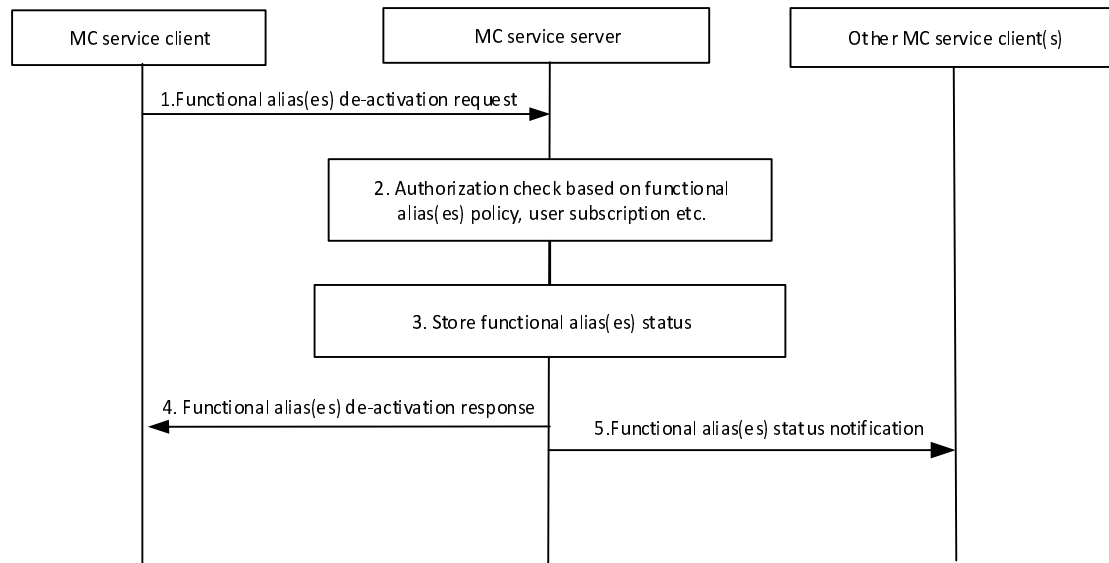 MC service client
MC service server
Other MC service client(s)
1.Functional alias(es) de-activation request
2. Authorization check based on functional
alias(es) policy, user subscription etc.
3. Store functional alias(es) status
4. Functional alias(es) de-activation response
5.Functional alias(es) status notification